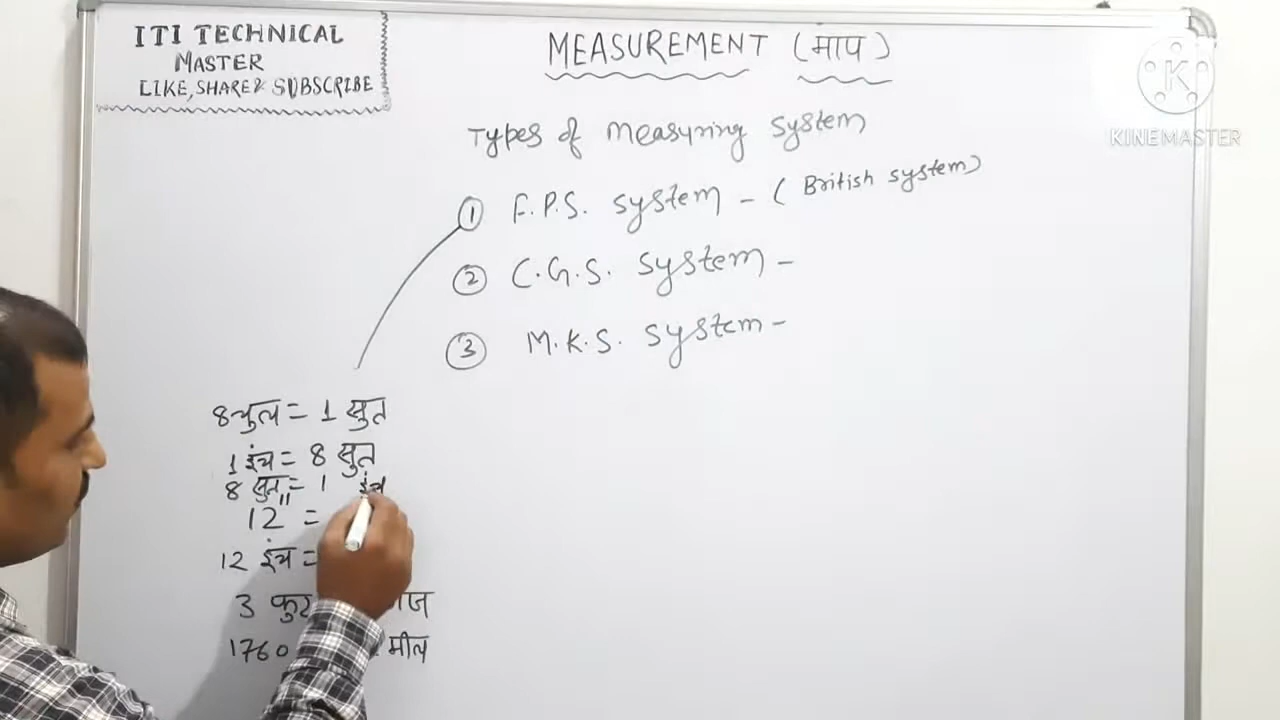 ITI TECHNICAL
MASTER
LIKE, SHARE & SUBSCRIBE
MEASUREMENT (माप)
KINEMASTER
Types of measuring system
① F.P.S. system - (British system)
② C.G.S. system -
③ M.K.S. system -
8 = 1 सुत
1 इंच = 8 सुत
8 सुत = 1 इंच
12" =
12 इंच =
3 फुट
1760 मील